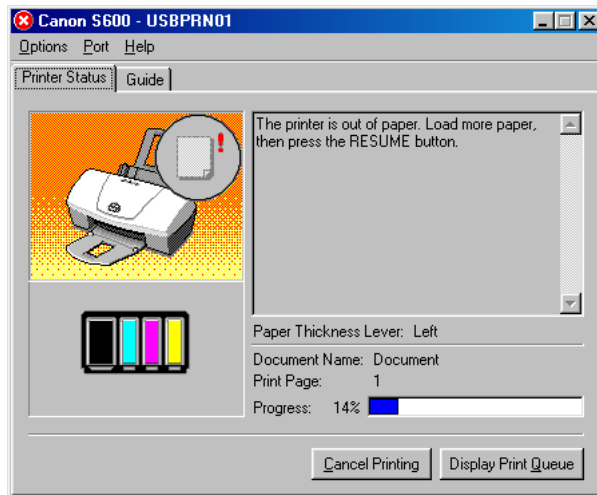 Canon S600 - USBPRN01
Options Port Help
Printer Status Guide
The printer is out of paper. Load more paper,
then press the RESUME button.
Paper Thickness Lever: Left
Document Name: Document
Print Page: 1
Progress: 14%
Cancel Printing Display Print Queue